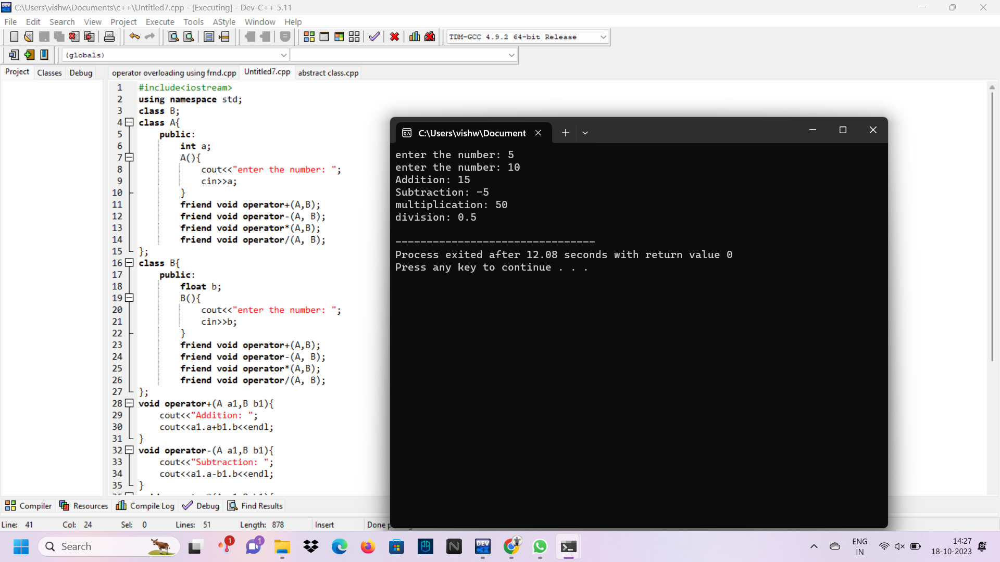 C:\Users\vishw\Documents\c++\Untitled7.cpp - [Executing] - Dev-C++ 5.11
File Edit Search View Project Execute Tools AStyle Window Help
TDM-GCC 4.9.2 64-bit Release
(globals)
Project Classes Debug operator overloading using frnd.cpp Untitled7.cpp abstract class.cpp
1 #include<iostream>
2 using namespace std;
3 class B;
4 class A{
5 public:
6 int a;
7 A(){
8 cout<<"enter the number: ";
9 cin>>a;
10 }
11 friend void operator+(A,B);
12 friend void operator-(A, B);
13 friend void operator*(A,B);
14 friend void operator/(A, B);
15 };
16 class B{
17 public:
18 float b;
19 B(){
20 cout<<"enter the number: ";
21 cin>>b;
22 }
23 friend void operator+(A,B);
24 friend void operator-(A, B);
25 friend void operator*(A,B);
26 friend void operator/(A, B);
27 };
28 void operator+(A a1,B b1){
29 cout<<"Addition: ";
30 cout<<a1.a+b1.b<<endl;
31 }
32 void operator-(A a1,B b1){
33 cout<<"Subtraction: ";
34 cout<<a1.a-b1.b<<endl;
35 }
C:\Users\vishw\Document
enter the number: 5
enter the number: 10
Addition: 15
Subtraction: -5
multiplication: 50
division: 0.5
--------------------------------
Process exited after 12.08 seconds with return value 0
Press any key to continue . . .
Compiler Resources Compile Log Debug Find Results
Line: 41 Col: 24 Sel: 0 Lines: 51 Length: 878 Insert Done
Search 1 1 DEV C++ ENG IN 14:27
18-10-2023